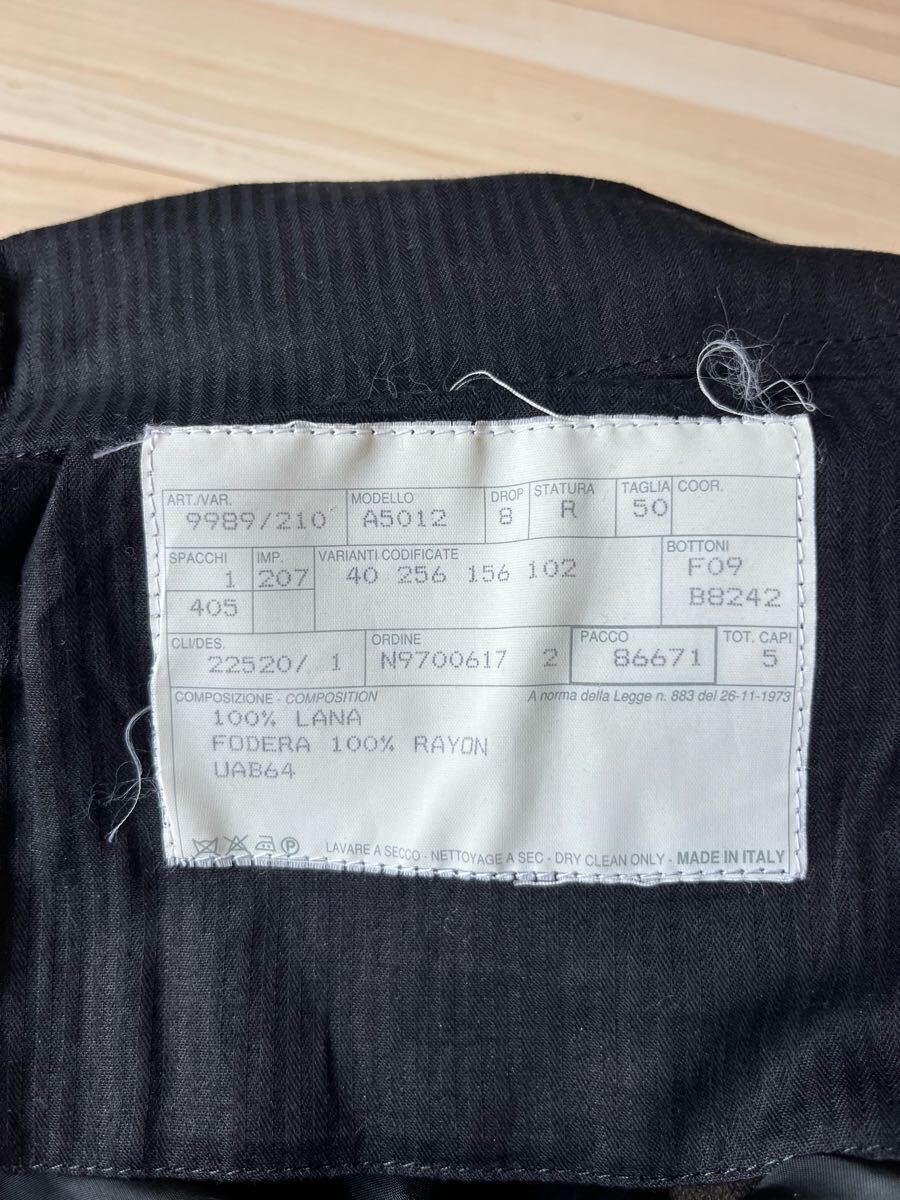 ART./VAR. MODELLO DROP STATURA TAGLIA COOR.
9989/210 A5012 8 R 50
SPACCHI IMP. VARIANTI CODIFICATE BOTTONI
1 207 40 256 156 102 F09
405 B8242
CLI/DES. ORDINE PACCO TOT. CAPI
22520/ 1 N9700617 2 86671 5
COMPOSIZIONE - COMPOSITION A norma della Legge n. 883 del 26-11-1973
100% LANA
FODERA 100% RAYON
UAB64
P LAVARE A SECCO - NETTOYAGE A SEC - DRY CLEAN ONLY - MADE IN ITALY